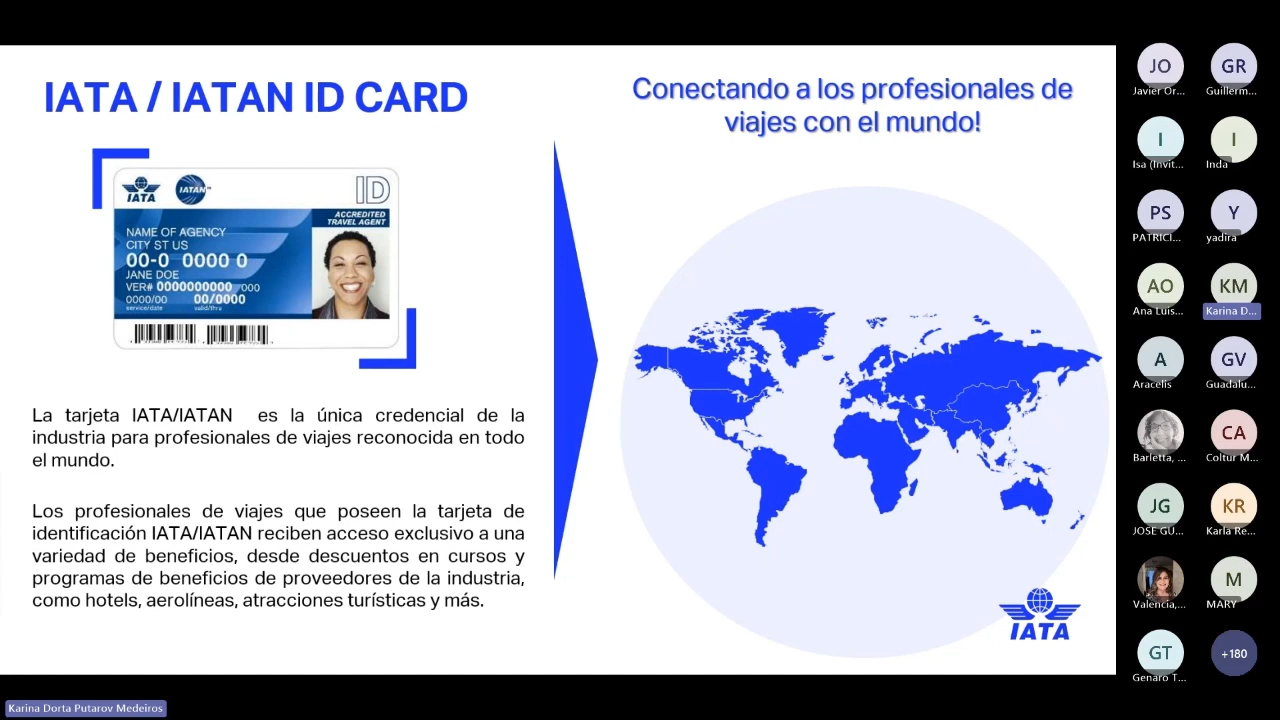 IATA / IATAN ID CARD
IATA
IATAN
ID
ACCREDITED
TRAVEL AGENT
NAME OF AGENCY
CITY ST US
00-0 0000 0
JANE DOE
VER# 0000000000 /000
0000/00 00/0000
service/date valid/thru
La tarjeta IATA/IATAN es la única credencial de la
industria para profesionales de viajes reconocida en todo
el mundo.
Los profesionales de viajes que poseen la tarjeta de
identificación IATA/IATAN reciben acceso exclusivo a una
variedad de beneficios, desde descuentos en cursos y
programas de beneficios de proveedores de la industria,
como hotels, aerolíneas, atracciones turísticas y más.
Conectando a los profesionales de
viajes con el mundo!
IATA
JO GR
Javier Or... Guillerm...
I I
Isa (Invit... Inda
PS Y
PATRICI... yadira
AO KM
Ana Luis... Karina D...
A GV
Aracelis Guadalu...
CA
Barletta, ... Coltur M...
JG KR
JOSE GU... Karla Re...
M
Valencia,... MARY
GT +180
Genaro T...
Karina Dorta Putarov Medeiros